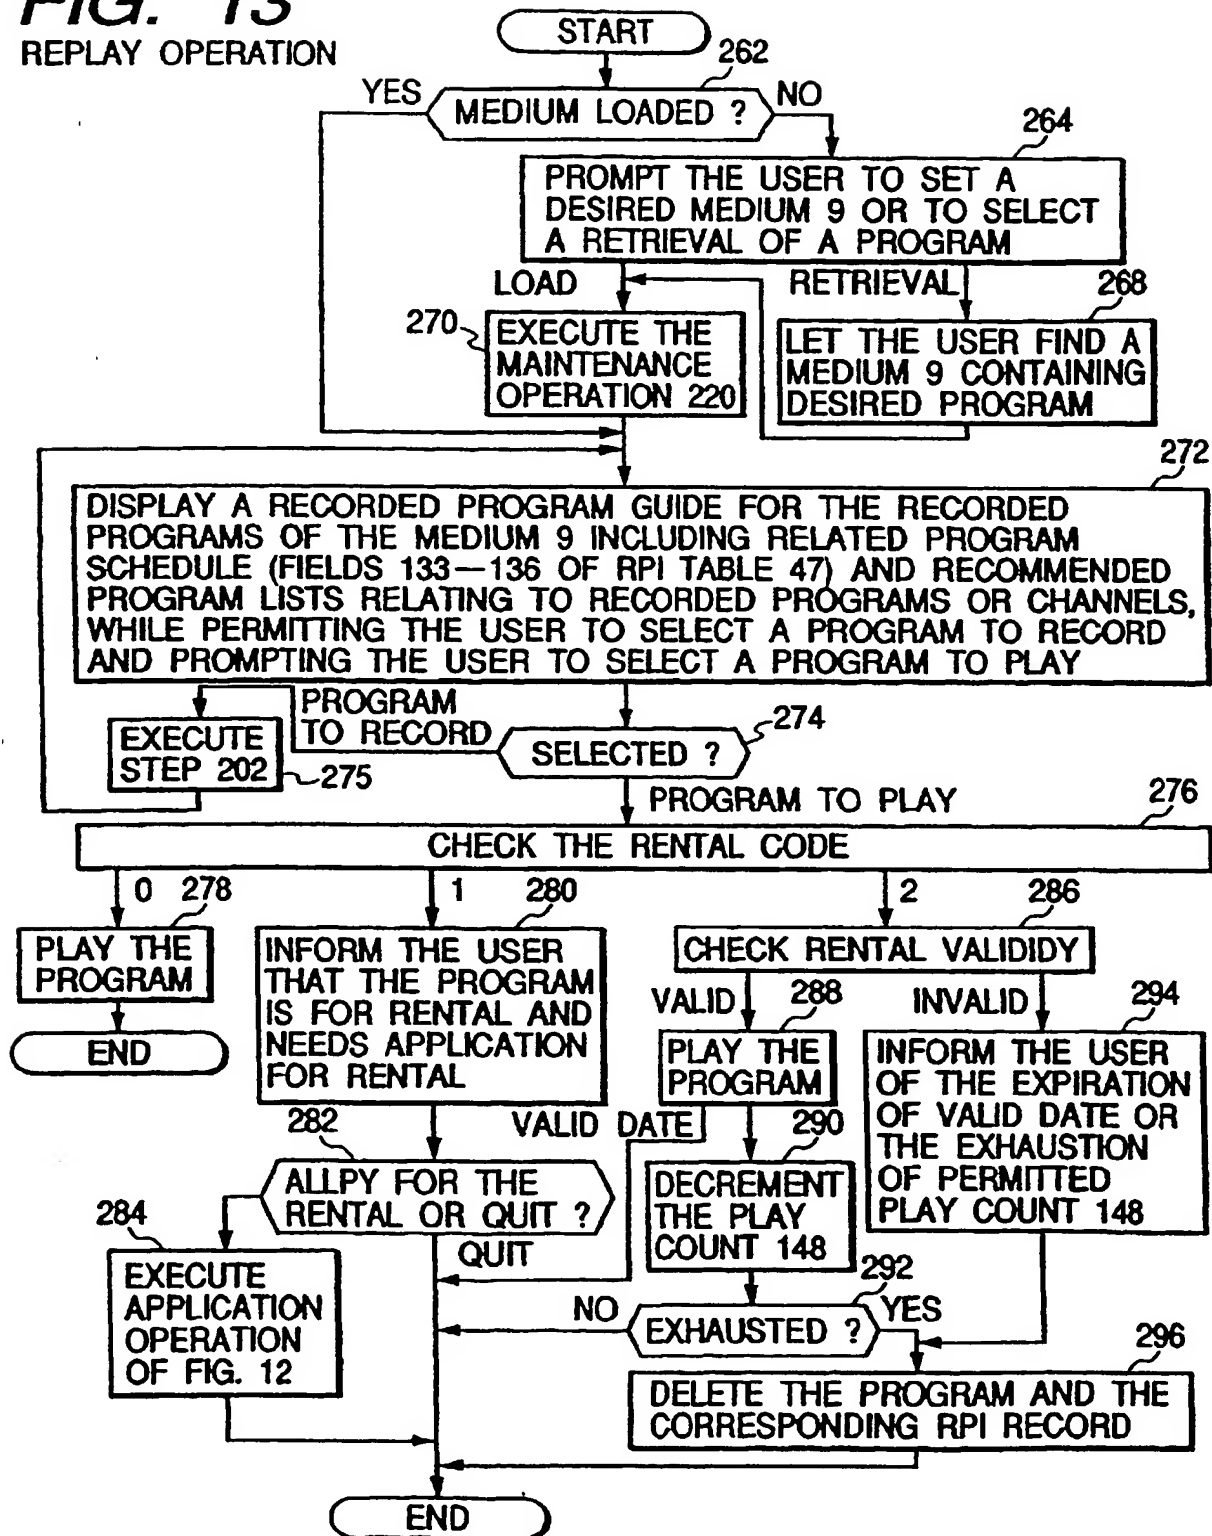 FIG. 13
REPLAY OPERATION
START
262
YES
MEDIUM LOADED ?
NO
264
PROMPT THE USER TO SET A
DESIRED MEDIUM 9 OR TO SELECT
A RETRIEVAL OF A PROGRAM
LOAD
RETRIEVAL
268
270
EXECUTE THE
MAINTENANCE
OPERATION 220
LET THE USER FIND A
MEDIUM 9 CONTAINING
DESIRED PROGRAM
272
DISPLAY A RECORDED PROGRAM GUIDE FOR THE RECORDED
PROGRAMS OF THE MEDIUM 9 INCLUDING RELATED PROGRAM
SCHEDULE (FIELDS 133—136 OF RPI TABLE 47) AND RECOMMENDED
PROGRAM LISTS RELATING TO RECORDED PROGRAMS OR CHANNELS,
WHILE PERMITTING THE USER TO SELECT A PROGRAM TO RECORD
AND PROMPTING THE USER TO SELECT A PROGRAM TO PLAY
PROGRAM
TO RECORD
274
SELECTED ?
EXECUTE
STEP 202
275
PROGRAM TO PLAY
276
CHECK THE RENTAL CODE
0
278
1
280
2
286
PLAY THE
PROGRAM
END
INFORM THE USER
THAT THE PROGRAM
IS FOR RENTAL AND
NEEDS APPLICATION
FOR RENTAL
CHECK RENTAL VALIDIDY
VALID
288
INVALID
294
PLAY THE
PROGRAM
INFORM THE USER
OF THE EXPIRATION
OF VALID DATE OR
THE EXHAUSTION
OF PERMITTED
PLAY COUNT 148
282
VALID DATE
290
ALLPY FOR THE
RENTAL OR QUIT ?
DECREMENT
THE PLAY
COUNT 148
284
QUIT
EXECUTE
APPLICATION
OPERATION
OF FIG. 12
292
NO
EXHAUSTED ?
YES
296
DELETE THE PROGRAM AND THE
CORRESPONDING RPI RECORD
END